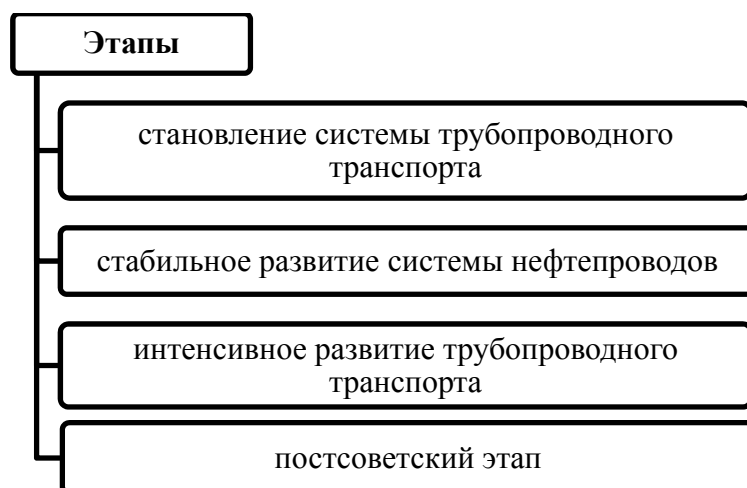 Этапы
становление системы трубопроводного
транспорта
стабильное развитие системы нефтепроводов
интенсивное развитие трубопроводного
транспорта
постсоветский этап